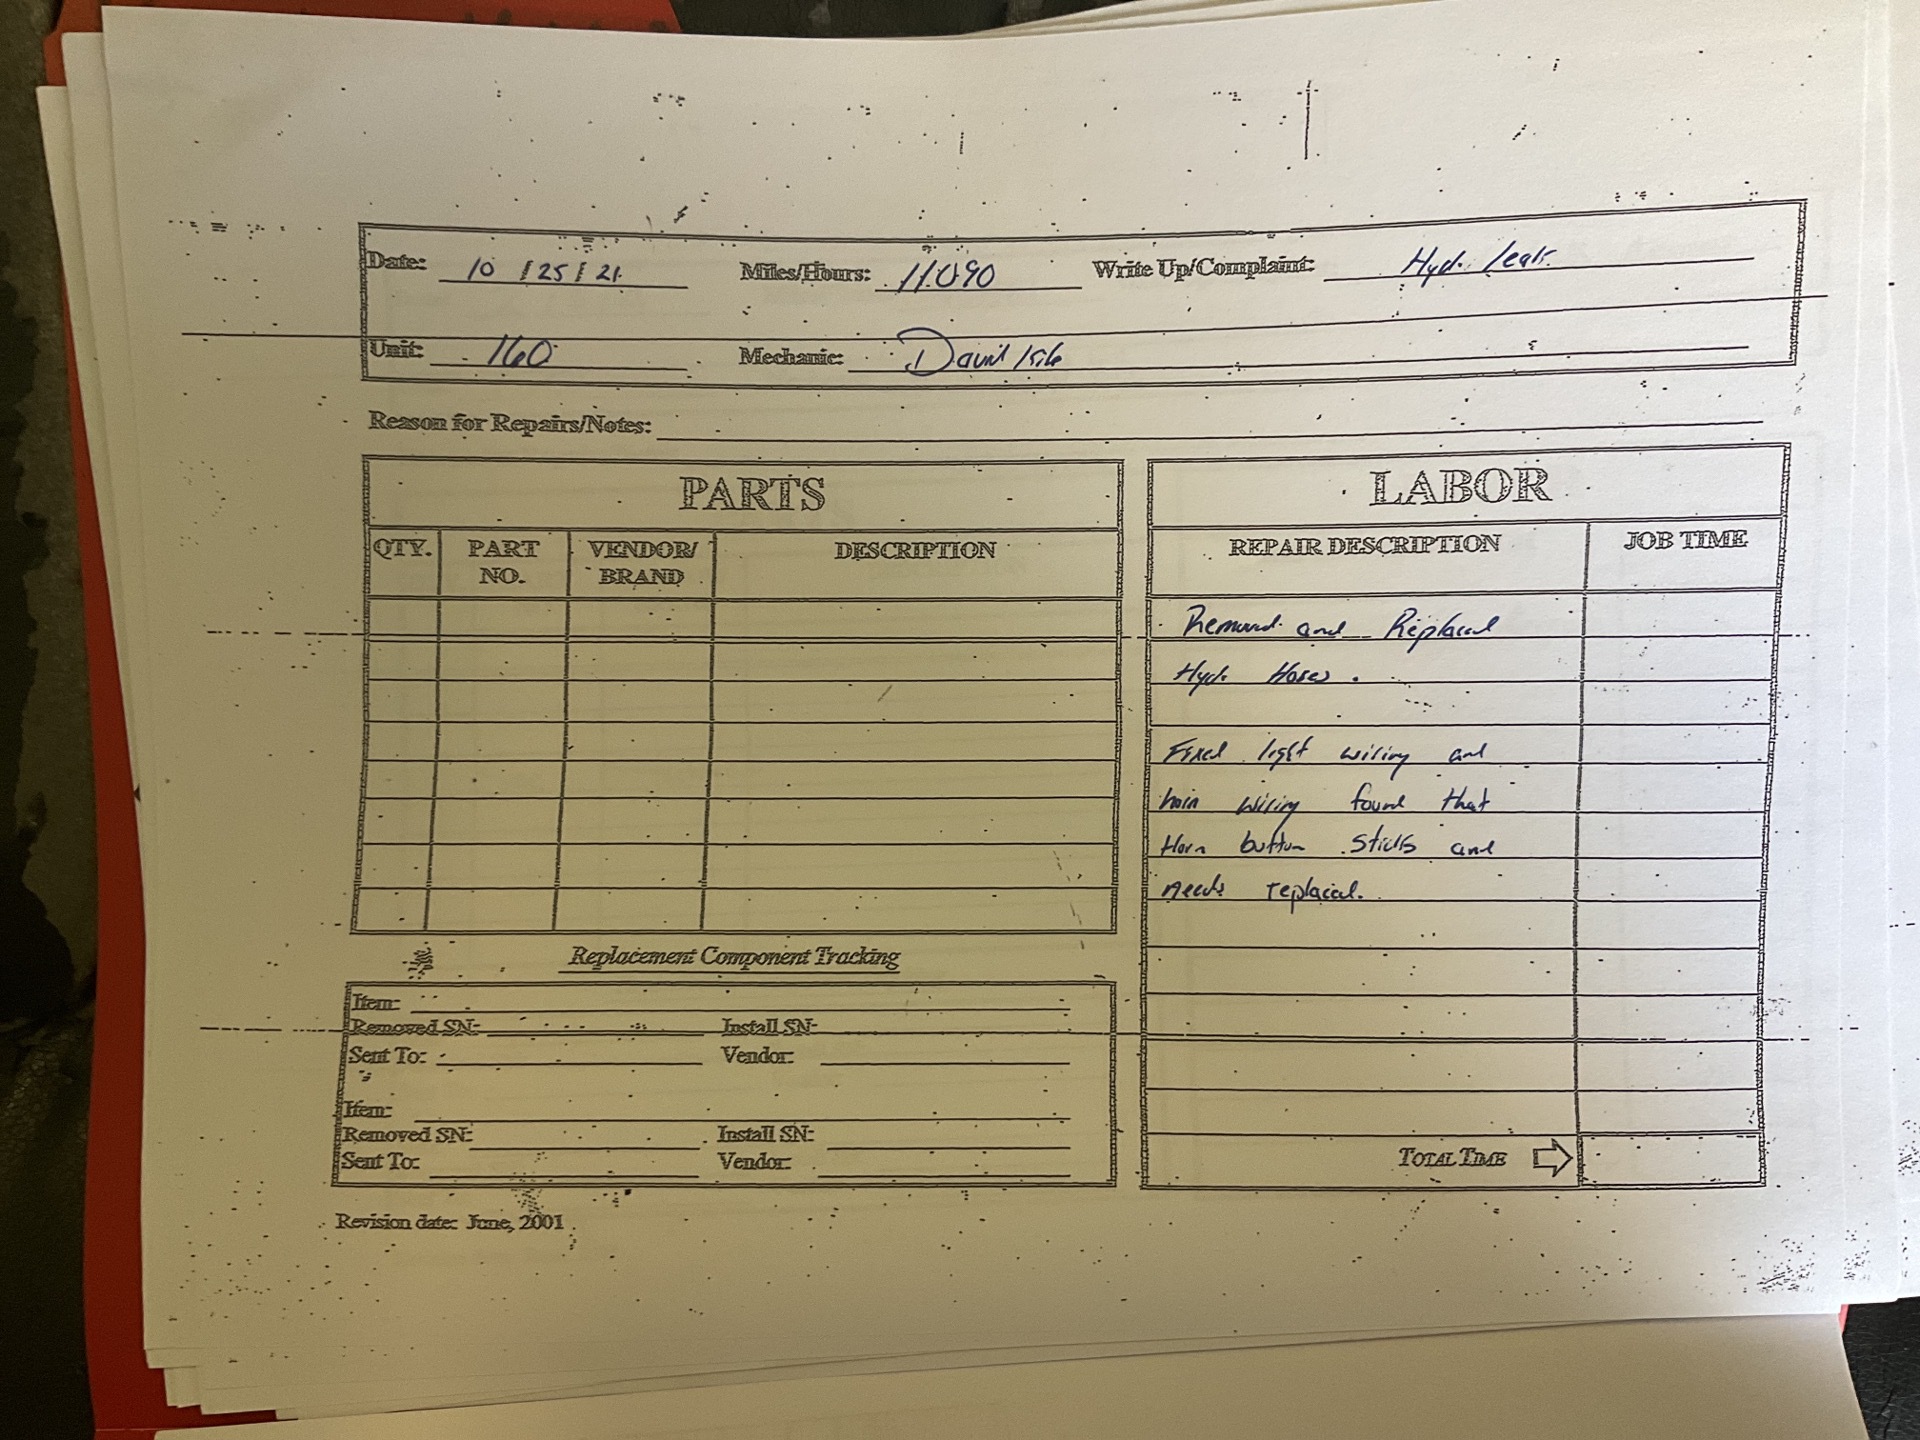 Date: 10 / 25 / 21 Miles/Hours: 11,090 Write Up/Complaint: Hyd. leak
Unit: 160 Mechanic: David
Reason for Repairs/Notes:
PARTS
QTY. PART NO. VENDOR/ BRAND DESCRIPTION
LABOR
REPAIR DESCRIPTION JOB TIME
Removed and Replaced
Hyd. Hoses.
Fixed light wiring and
horn wiring found that
Horn button sticks and
needs replaced.
TOTAL TIME
Replacement Component Tracking
Item:
Removed SN: Install SN:
Sent To: Vendor:
Item:
Removed SN: Install SN:
Sent To: Vendor:
Revision date: June, 2001